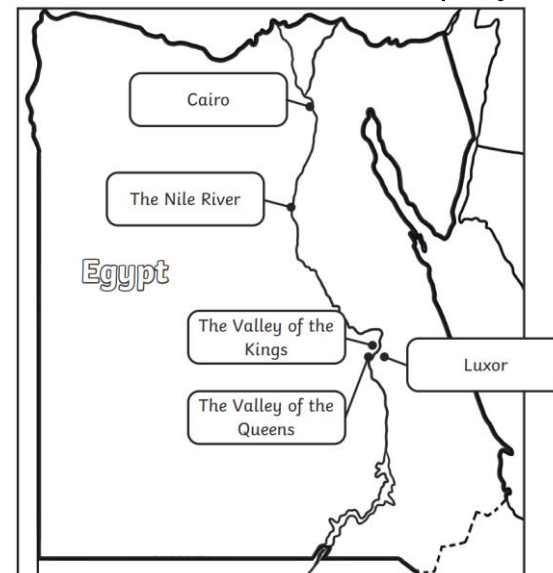 Cairo
The Nile River
Egypt
The Valley of the
Kings
Luxor
The Valley of the
Queens